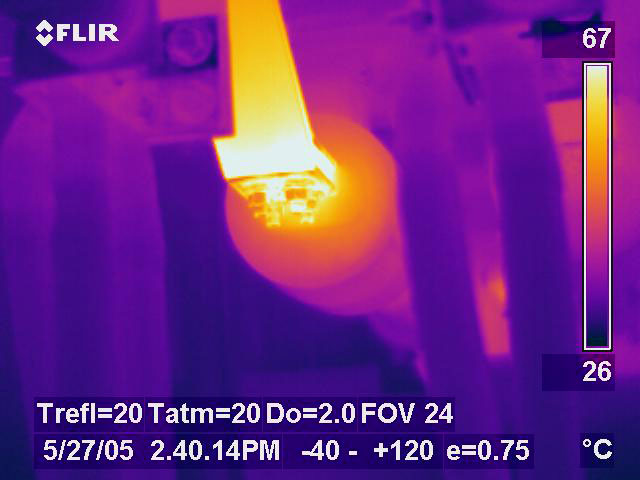 FLIR
67
26
Trefl=20 Tatm=20 Do=2.0 FOV 24
5/27/05 2.40.14PM -40 - +120 e=0.75 °C